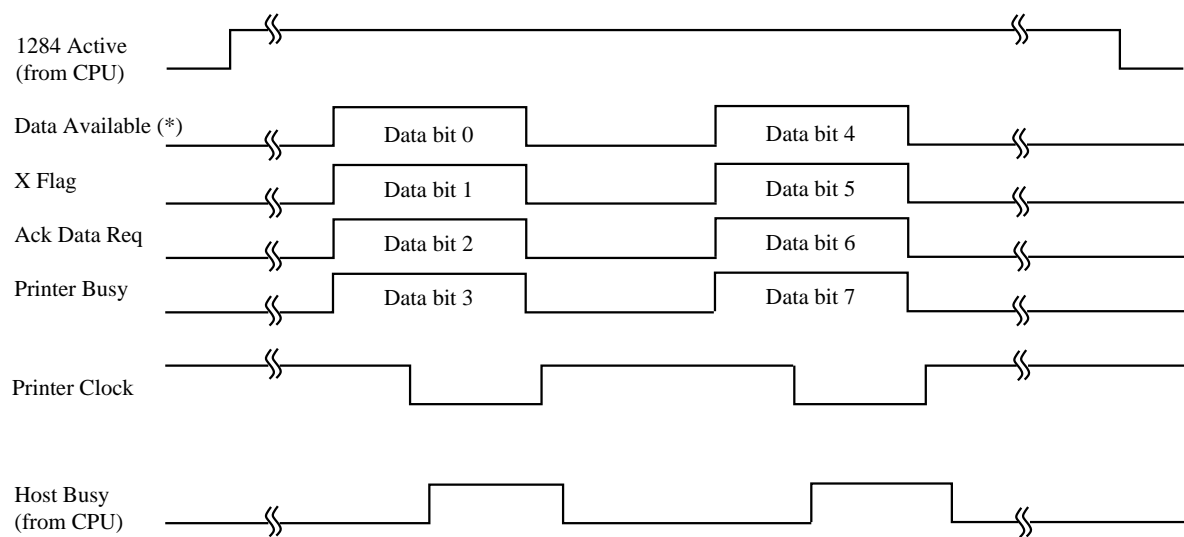 1284 Active
(from CPU)
Data Available (*)
Data bit 0
Data bit 4
X Flag
Data bit 1
Data bit 5
Ack Data Req
Data bit 2
Data bit 6
Printer Busy
Data bit 3
Data bit 7
Printer Clock
Host Busy
(from CPU)